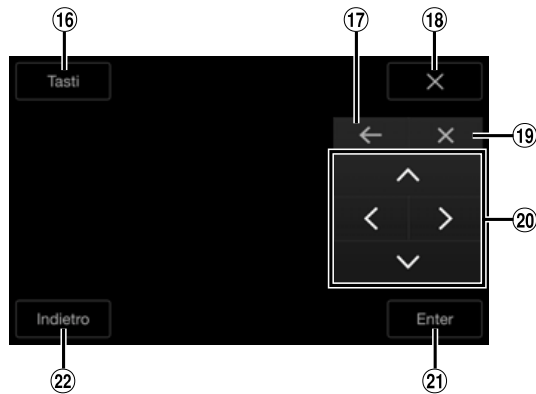 ⑯ ⑰ ⑱
Tasti
⑲
⑳
Indietro Enter
㉒ ㉑